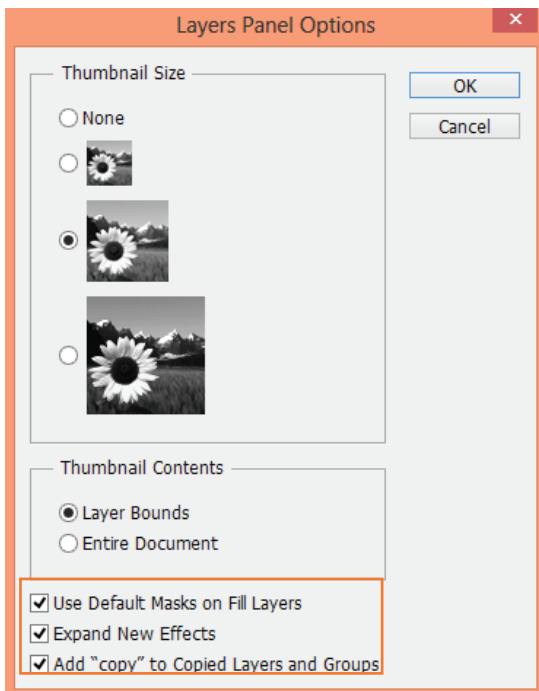 Layers Panel Options
Thumbnail Size
OK
None
Cancel
Thumbnail Contents
Layer Bounds
Entire Document
Use Default Masks on Fill Layers
Expand New Effects
Add “copy” to Copied Layers and Groups